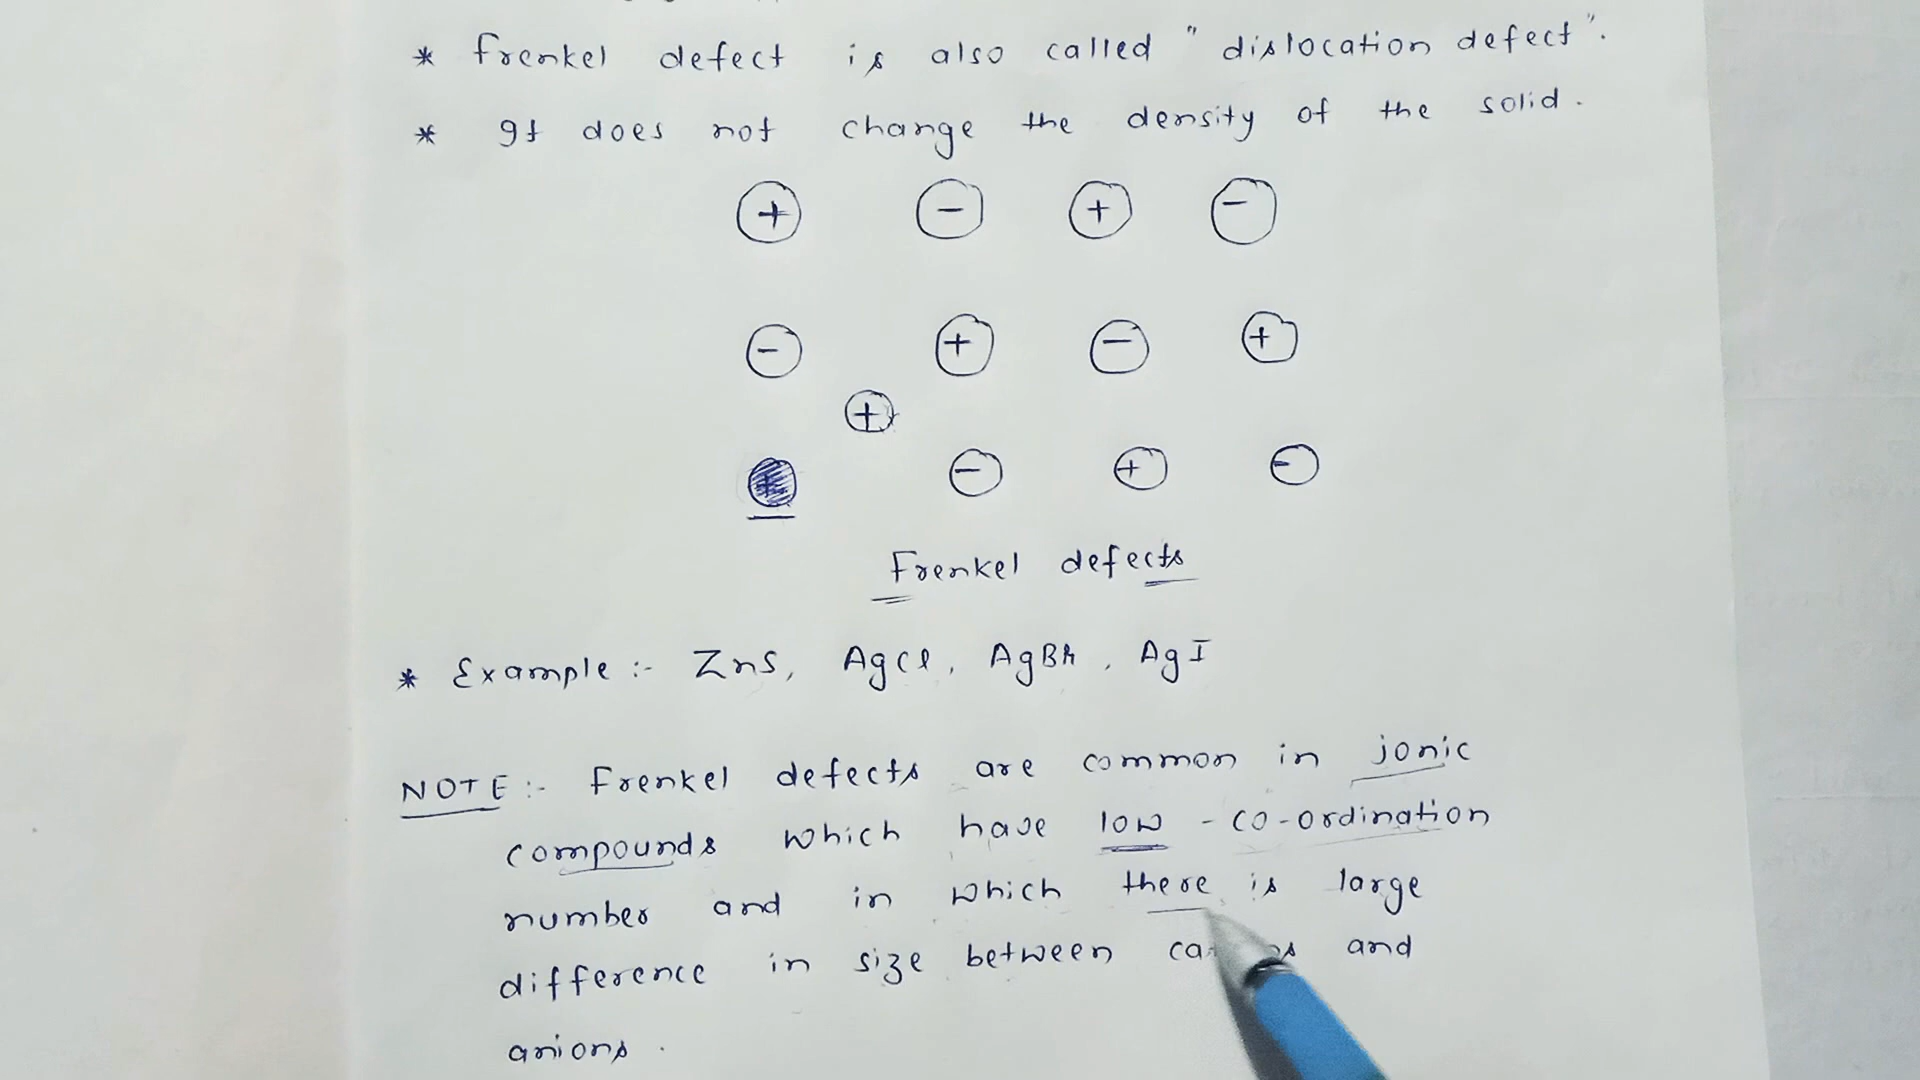 * Frenkel defect is also called "dislocation defect".
* It does not change the density of the solid.
+ - + -
- + - +
+
+ - + -
Frenkel defects
* Example :- ZnS, AgCl, AgBr, AgI
NOTE :- Frenkel defects are common in ionic
compounds which have low - co-ordination
number and in which there is large
difference in size between and
anions.